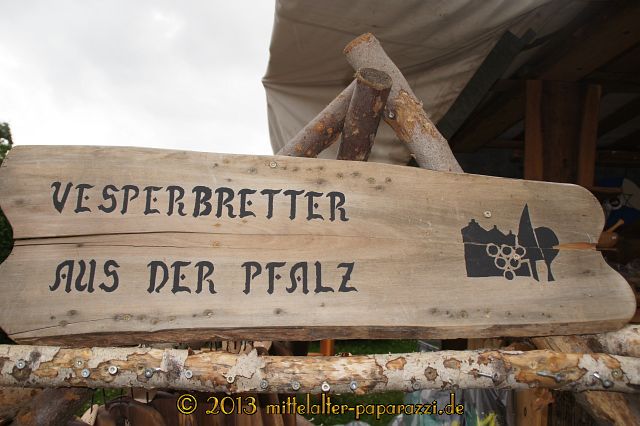 VESPERBRETTER
AUS DER PFALZ
© 2013 mittelalter-paparazzi.de